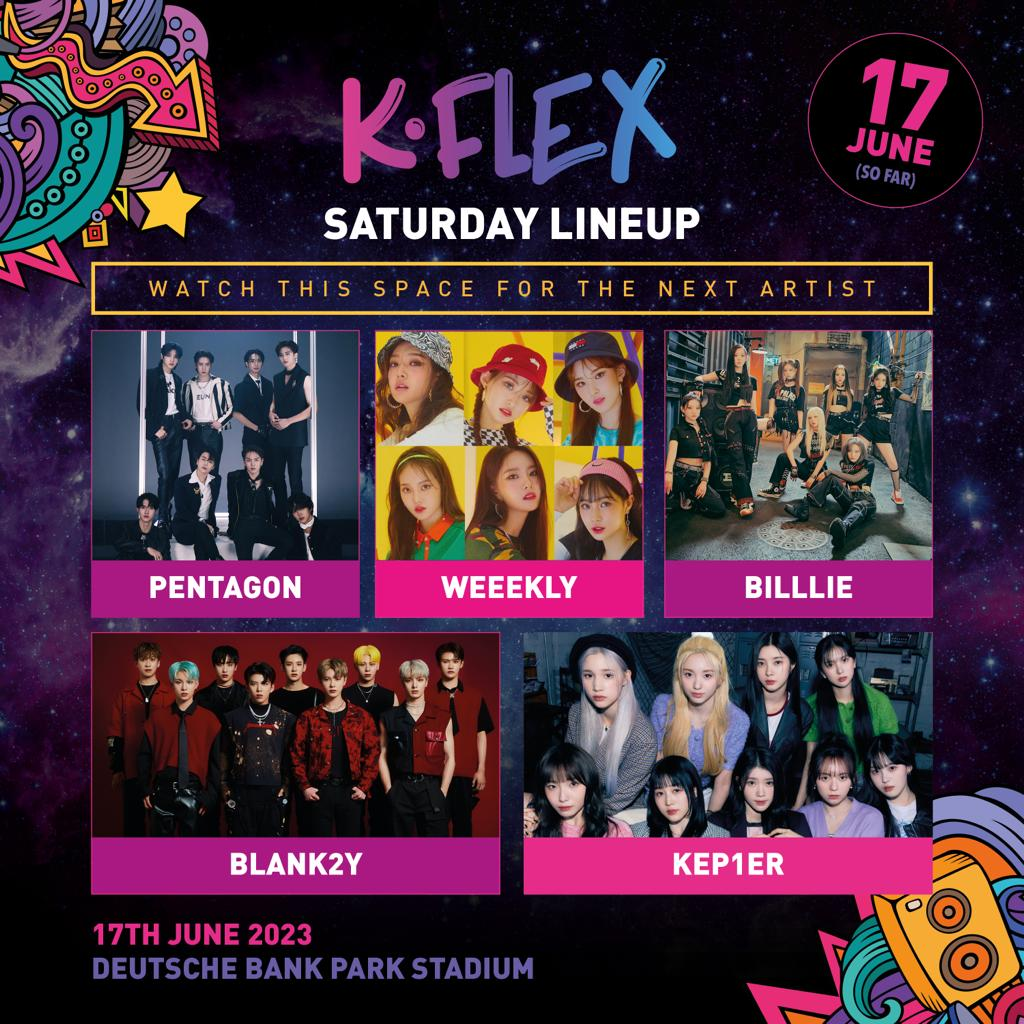 K·FLEX
17
JUNE
(SO FAR)
SATURDAY LINEUP
WATCH THIS SPACE FOR THE NEXT ARTIST
PENTAGON
WEEEKLY
BILLLIE
BLANK2Y
KEP1ER
17TH JUNE 2023
DEUTSCHE BANK PARK STADIUM